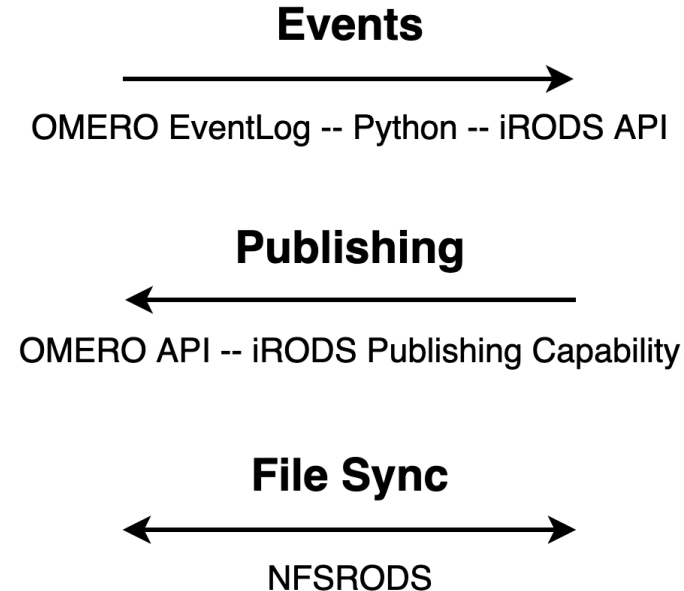 Events
OMERO EventLog -- Python -- iRODS API
Publishing
OMERO API -- iRODS Publishing Capability
File Sync
NFSRODS